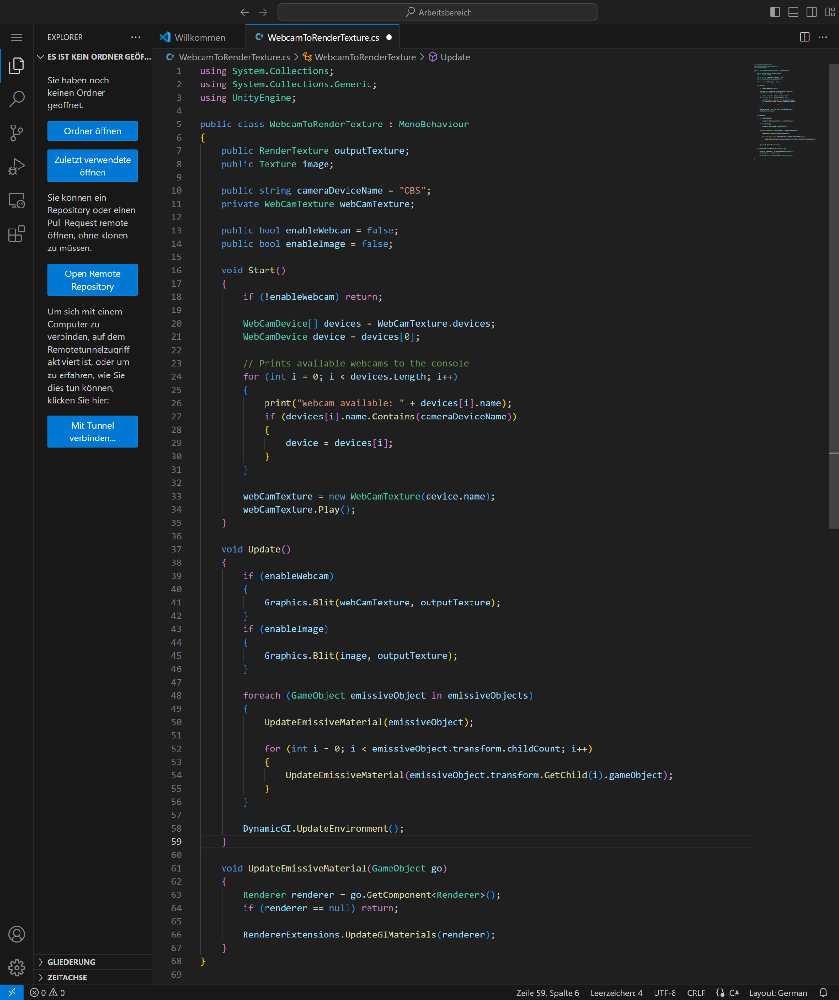 Arbeitsbereich
EXPLORER
ES IST KEIN ORDNER GEÖF...
Sie haben noch
keinen Ordner
geöffnet.
Ordner öffnen
Zuletzt verwendete
öffnen
Sie können ein
Repository oder einen
Pull Request remote
öffnen, ohne klonen
zu müssen.
Open Remote
Repository
Um sich mit einem
Computer zu
verbinden, auf dem
Remotetunnelzugriff
aktiviert ist, oder um
zu erfahren, wie Sie
dies tun können,
klicken Sie hier:
Mit Tunnel
verbinden...
GLIEDERUNG
ZEITACHSE
Willkommen
C# WebcamToRenderTexture.cs
C# WebcamToRenderTexture.cs > WebcamToRenderTexture > Update
1 using System.Collections;
2 using System.Collections.Generic;
3 using UnityEngine;
4
5 public class WebcamToRenderTexture : MonoBehaviour
6 {
7     public RenderTexture outputTexture;
8     public Texture image;
9
10     public string cameraDeviceName = "OBS";
11     private WebCamTexture webCamTexture;
12
13     public bool enableWebcam = false;
14     public bool enableImage = false;
15
16     void Start()
17     {
18         if (!enableWebcam) return;
19
20         WebCamDevice[] devices = WebCamTexture.devices;
21         WebCamDevice device = devices[0];
22
23         // Prints available webcams to the console
24         for (int i = 0; i < devices.Length; i++)
25         {
26             print("Webcam available: " + devices[i].name);
27             if (devices[i].name.Contains(cameraDeviceName))
28             {
29                 device = devices[i];
30             }
31         }
32
33         webCamTexture = new WebCamTexture(device.name);
34         webCamTexture.Play();
35     }
36
37     void Update()
38     {
39         if (enableWebcam)
40         {
41             Graphics.Blit(webCamTexture, outputTexture);
42         }
43         if (enableImage)
44         {
45             Graphics.Blit(image, outputTexture);
46         }
47
48         foreach (GameObject emissiveObject in emissiveObjects)
49         {
50             UpdateEmissiveMaterial(emissiveObject);
51
52             for (int i = 0; i < emissiveObject.transform.childCount; i++)
53             {
54                 UpdateEmissiveMaterial(emissiveObject.transform.GetChild(i).gameObject);
55             }
56         }
57
58         DynamicGI.UpdateEnvironment();
59     }
60
61     void UpdateEmissiveMaterial(GameObject go)
62     {
63         Renderer renderer = go.GetComponent<Renderer>();
64         if (renderer == null) return;
65
66         RendererExtensions.UpdateGIMaterials(renderer);
67     }
68 }
69
0 0
Zeile 59, Spalte 6 Leerzeichen: 4 UTF-8 CRLF C# Layout: German